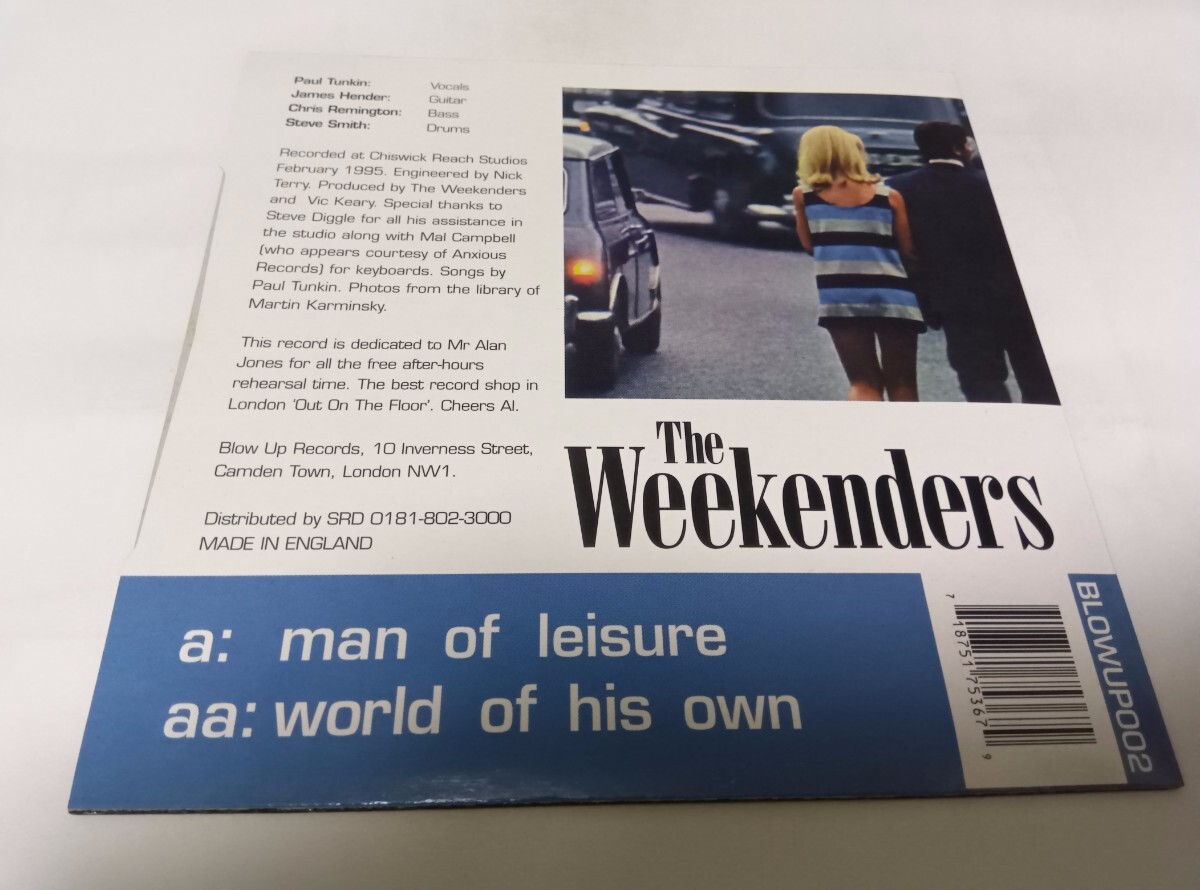 Paul Tunkin: Vocals
James Hender: Guitar
Chris Remington: Bass
Steve Smith: Drums
Recorded at Chiswick Reach Studios
February 1995. Engineered by Nick
Terry. Produced by The Weekenders
and Vic Keary. Special thanks to
Steve Diggle for all his assistance in
the studio along with Mal Campbell
(who appears courtesy of Anxious
Records) for keyboards. Songs by
Paul Tunkin. Photos from the library of
Martin Karminsky.
This record is dedicated to Mr Alan
Jones for all the free after-hours
rehearsal time. The best record shop in
London 'Out On The Floor'. Cheers Al.
Blow Up Records, 10 Inverness Street,
Camden Town, London NW1.
Distributed by SRD 0181-802-3000
MADE IN ENGLAND
The
Weekenders
a: man of leisure
aa: world of his own
7 18751 75367 9
BLOWUP002